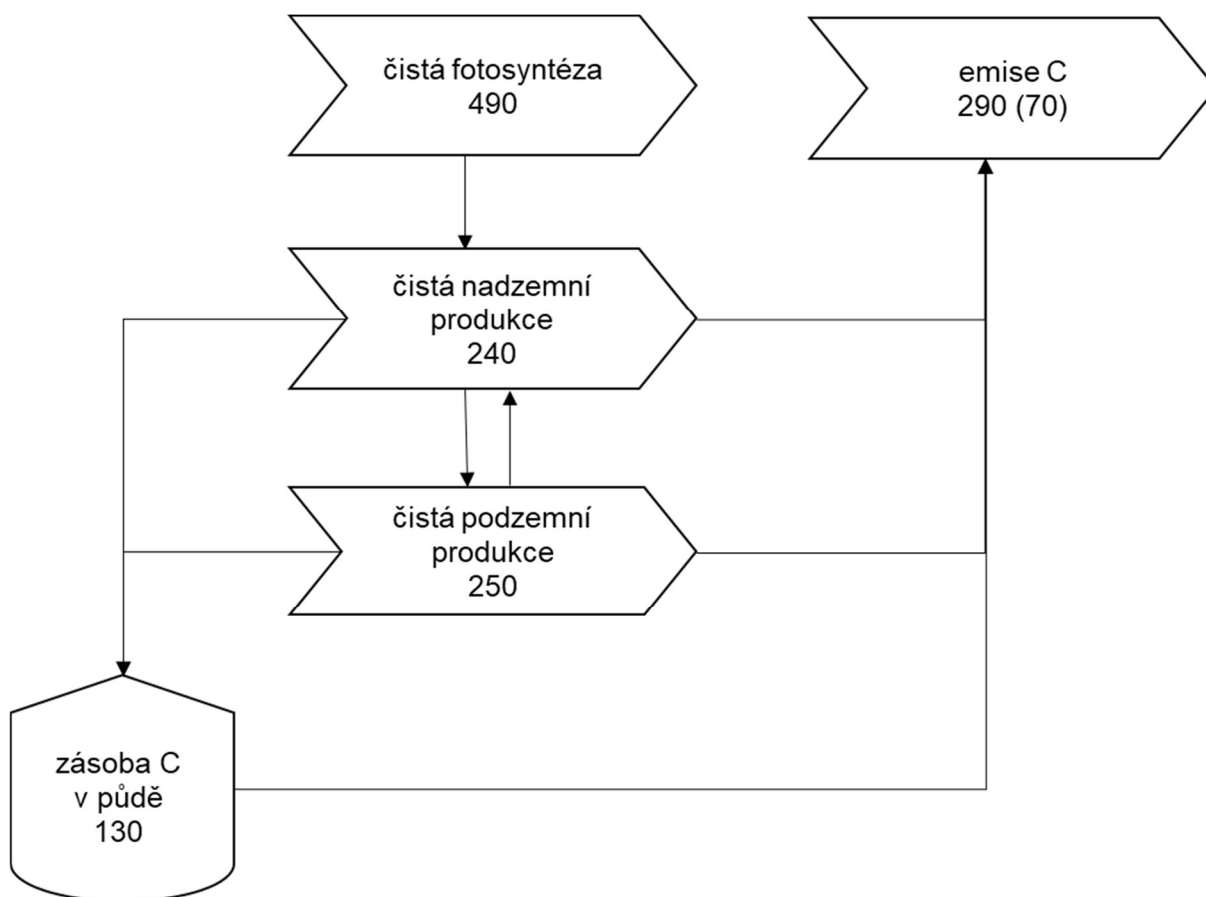 čistá fotosyntéza
490
emise C
290 (70)
čistá nadzemní
produkce
240
čistá podzemní
produkce
250
zásoba C
v půdě
130